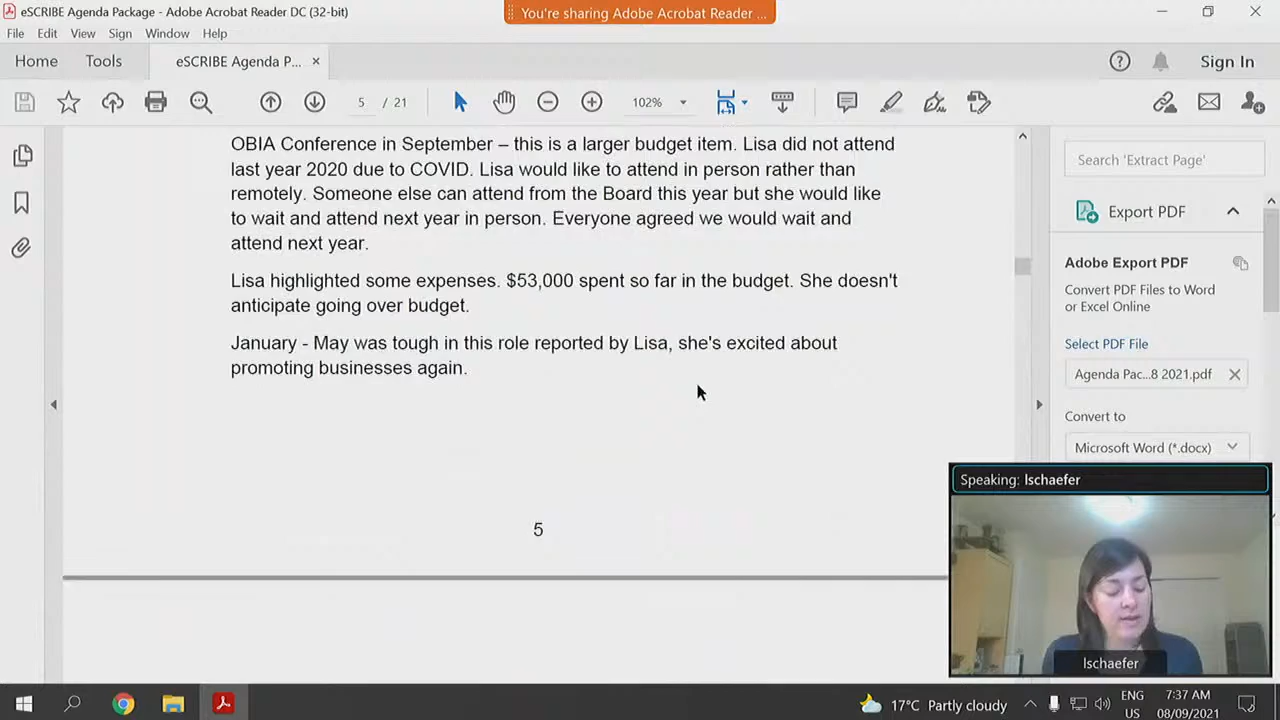 eSCRIBE Agenda Package - Adobe Acrobat Reader DC (32-bit)
You're sharing Adobe Acrobat Reader ...
File Edit View Sign Window Help
Home Tools eSCRIBE Agenda P... × Sign In
5 / 21 102%
OBIA Conference in September – this is a larger budget item. Lisa did not attend
last year 2020 due to COVID. Lisa would like to attend in person rather than
remotely. Someone else can attend from the Board this year but she would like
to wait and attend next year in person. Everyone agreed we would wait and
attend next year.
Lisa highlighted some expenses. $53,000 spent so far in the budget. She doesn't
anticipate going over budget.
January - May was tough in this role reported by Lisa, she's excited about
promoting businesses again.
5
Search 'Extract Page'
Export PDF
Adobe Export PDF
Convert PDF Files to Word
or Excel Online
Select PDF File
Agenda Pac...8 2021.pdf
Convert to
Microsoft Word (*.docx)
Speaking: lschaefer
lschaefer
17°C Partly cloudy
ENG
US
7:37 AM
08/09/2021